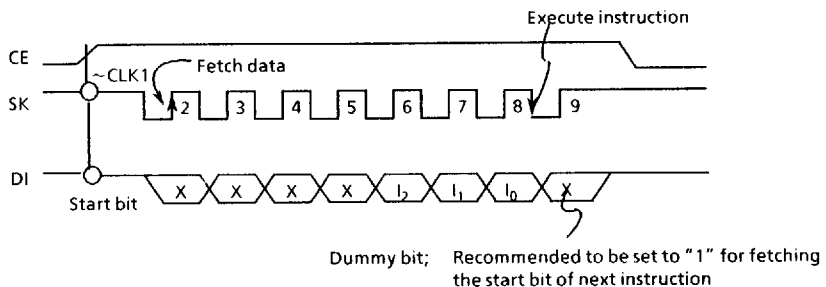 Execute instruction
CE
~CLK1
Fetch data
SK
2 3 4 5 6 7 8 9
DI
X X X X I₂ I₁ I₀ X
Start bit
Dummy bit; Recommended to be set to "1" for fetching
the start bit of next instruction